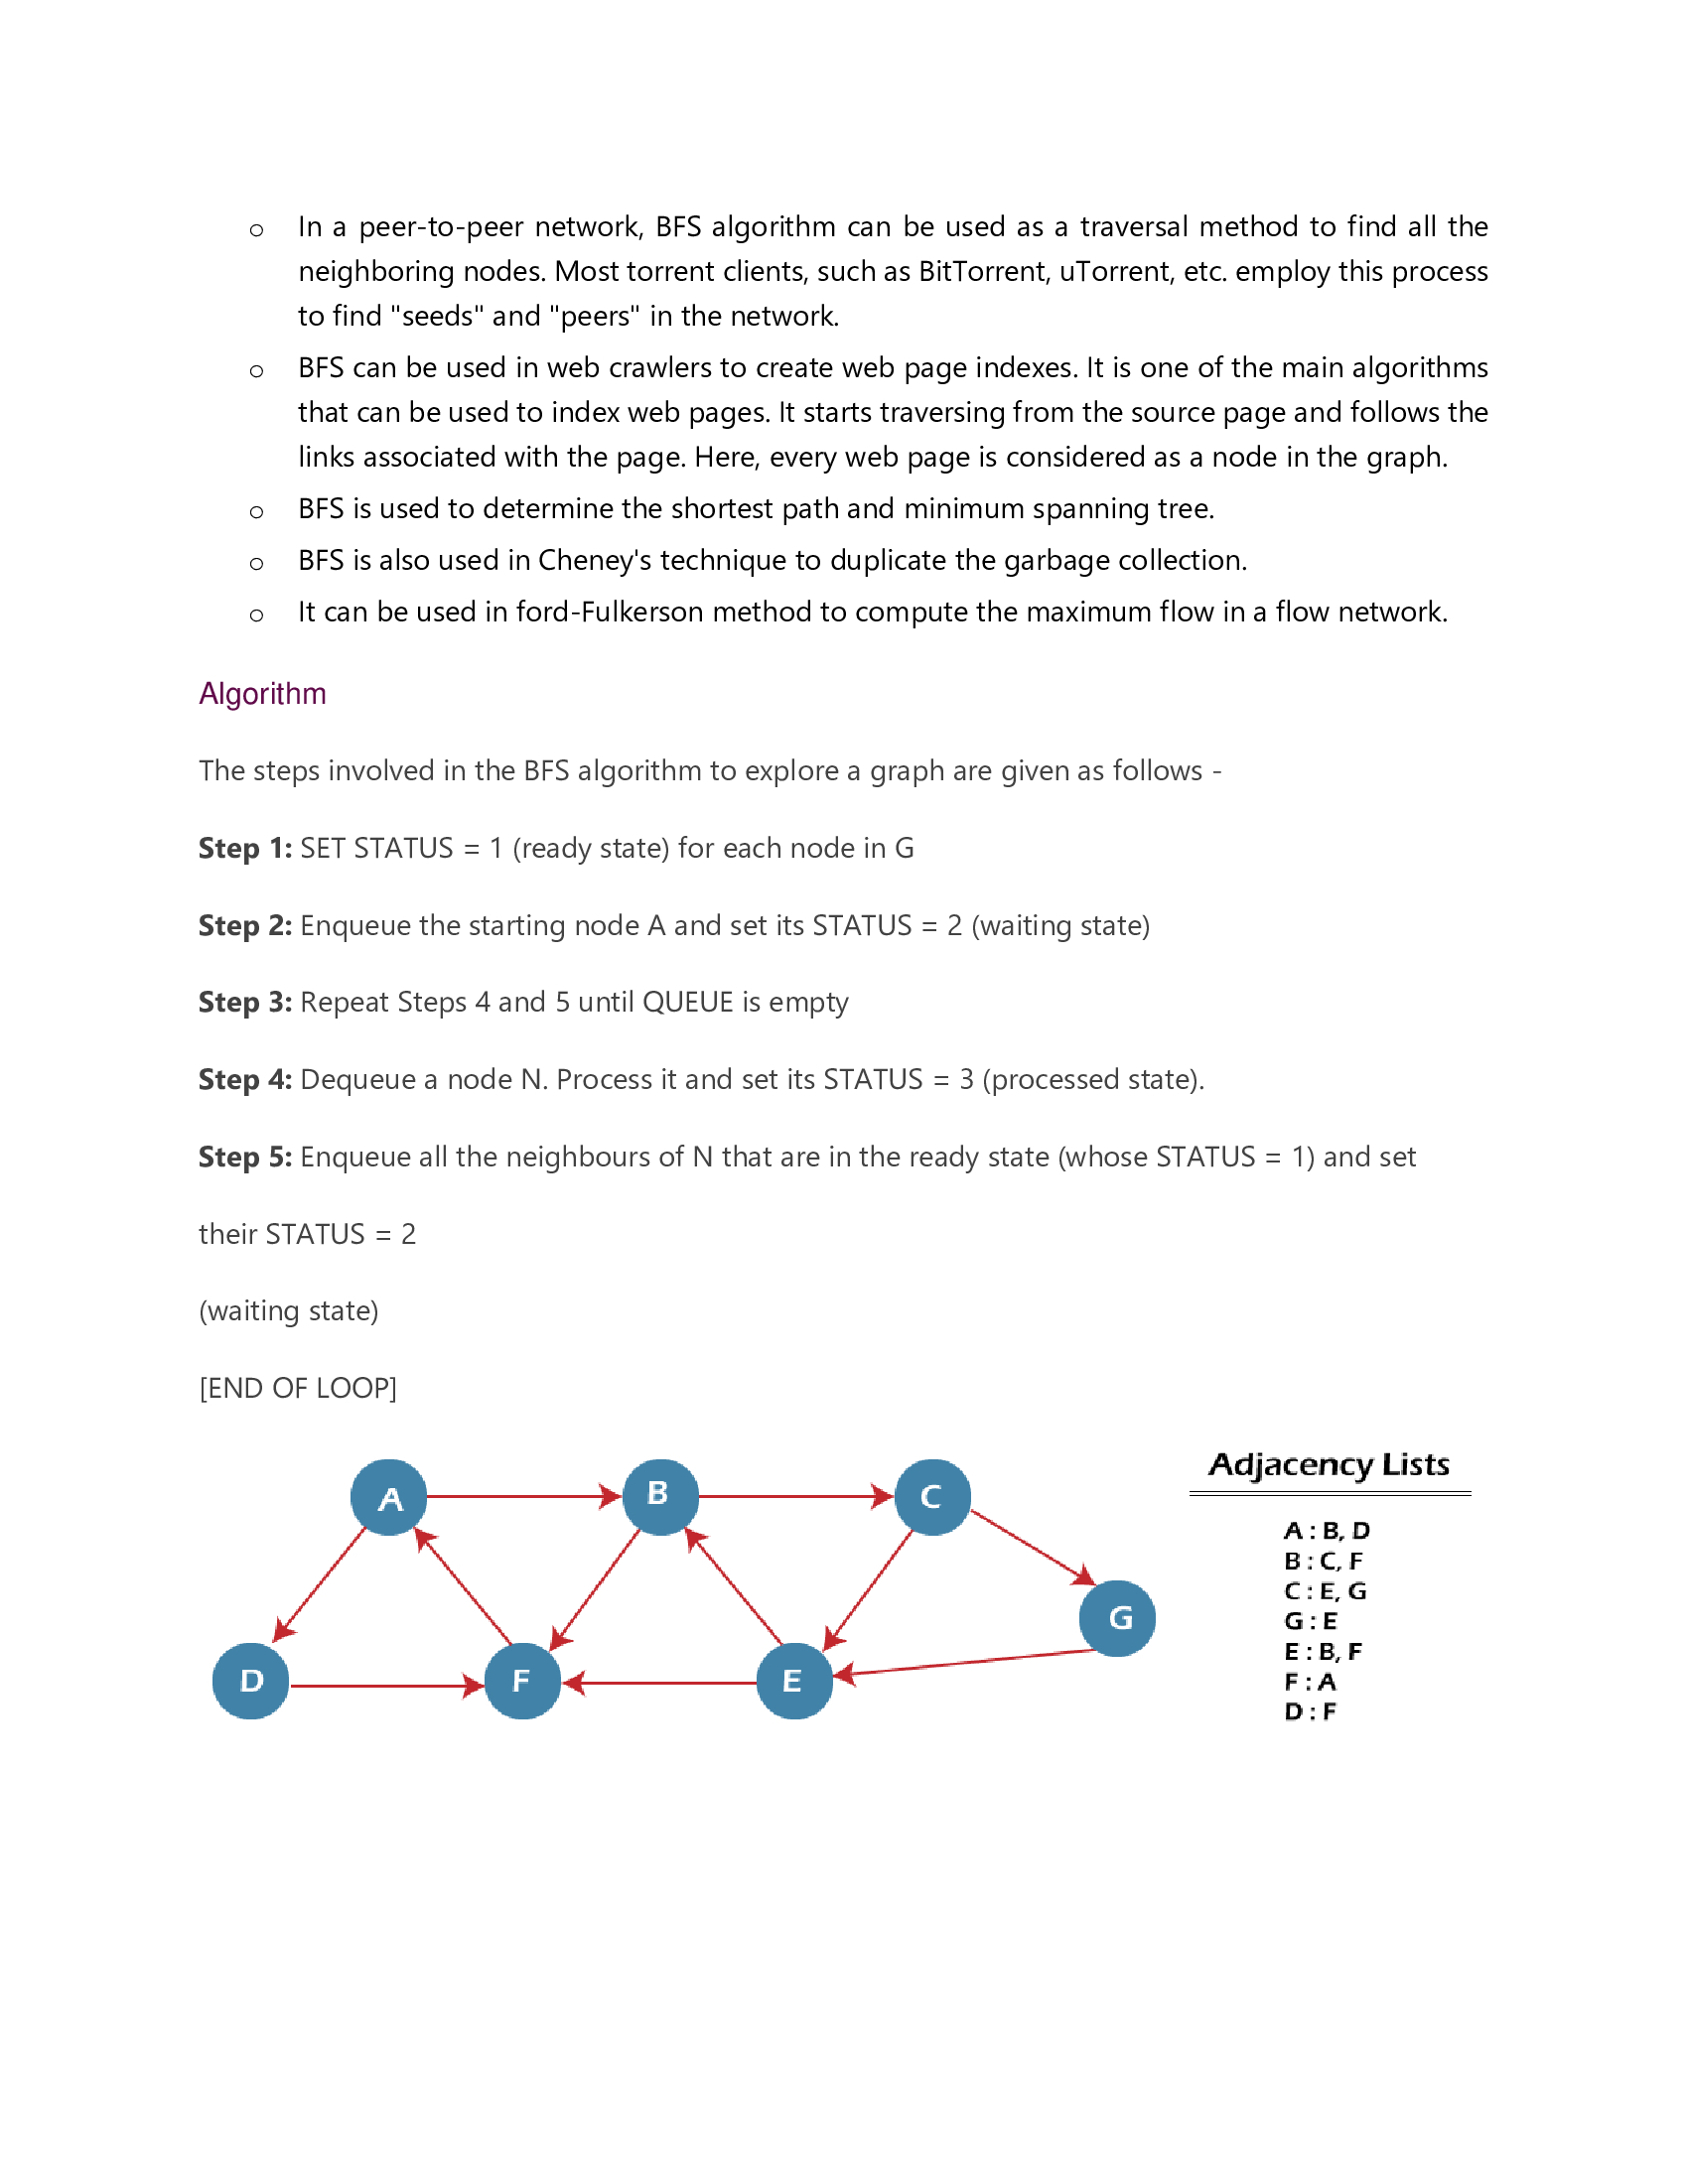 o In a peer-to-peer network, BFS algorithm can be used as a traversal method to find all the
neighboring nodes. Most torrent clients, such as BitTorrent, uTorrent, etc. employ this process
to find "seeds" and "peers" in the network.
o BFS can be used in web crawlers to create web page indexes. It is one of the main algorithms
that can be used to index web pages. It starts traversing from the source page and follows the
links associated with the page. Here, every web page is considered as a node in the graph.
o BFS is used to determine the shortest path and minimum spanning tree.
o BFS is also used in Cheney's technique to duplicate the garbage collection.
o It can be used in ford-Fulkerson method to compute the maximum flow in a flow network.
Algorithm
The steps involved in the BFS algorithm to explore a graph are given as follows -
Step 1: SET STATUS = 1 (ready state) for each node in G
Step 2: Enqueue the starting node A and set its STATUS = 2 (waiting state)
Step 3: Repeat Steps 4 and 5 until QUEUE is empty
Step 4: Dequeue a node N. Process it and set its STATUS = 3 (processed state).
Step 5: Enqueue all the neighbours of N that are in the ready state (whose STATUS = 1) and set
their STATUS = 2
(waiting state)
[END OF LOOP]
A B C
G
D F E
Adjacency Lists
A : B, D
B : C, F
C : E, G
G : E
E : B, F
F : A
D : F